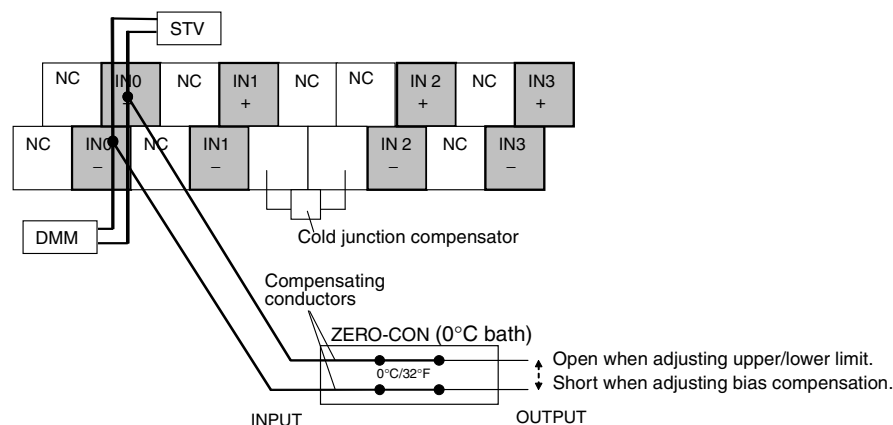 STV
NC IN0 + NC IN1 + NC NC IN 2 + NC IN3 +
NC IN0 – NC IN1 – IN 2 – NC IN3 –
DMM
Cold junction compensator
Compensating
conductors
ZERO-CON (0°C bath)
0°C/32°F
Open when adjusting upper/lower limit.
Short when adjusting bias compensation.
INPUT
OUTPUT